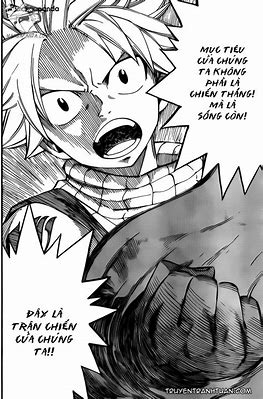 MỤC TIÊU
CỦA CHÚNG
TA KHÔNG
PHẢI LÀ
CHIẾN THẮNG!
MÀ LÀ
SỐNG CÒN!
ĐÂY LÀ
TRẬN CHIẾN
CỦA CHÚNG
TA!!
TRUYENTRANHTUAN.COM